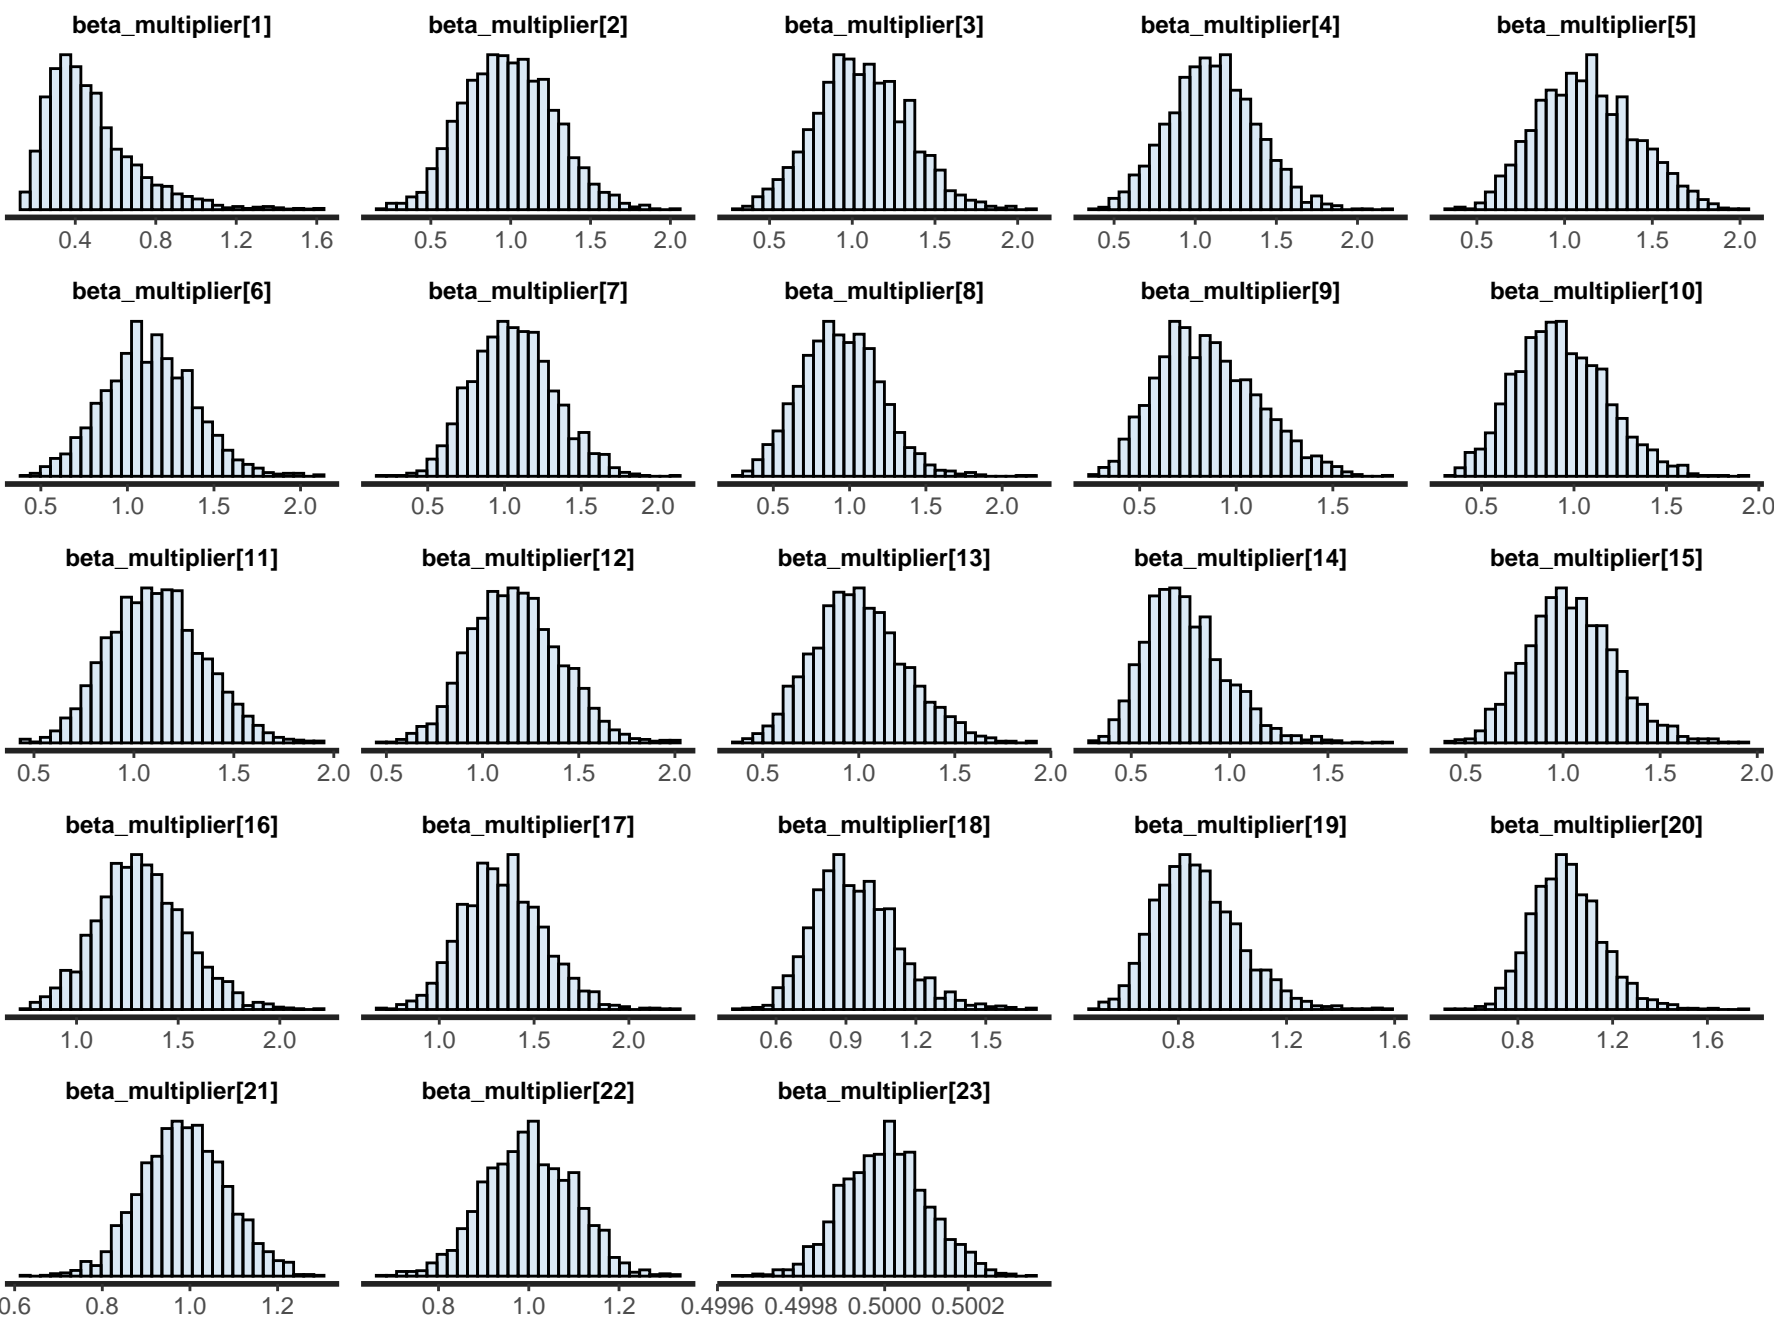 beta_multiplier[1] beta_multiplier[2] beta_multiplier[3] beta_multiplier[4] beta_multiplier[5]
0.4 0.8 1.2 1.6 0.5 1.0 1.5 2.0 0.5 1.0 1.5 2.0 0.5 1.0 1.5 2.0 0.5 1.0 1.5 2.0
beta_multiplier[6] beta_multiplier[7] beta_multiplier[8] beta_multiplier[9] beta_multiplier[10]
0.5 1.0 1.5 2.0 0.5 1.0 1.5 2.0 0.5 1.0 1.5 2.0 0.5 1.0 1.5 0.5 1.0 1.5 2.0
beta_multiplier[11] beta_multiplier[12] beta_multiplier[13] beta_multiplier[14] beta_multiplier[15]
0.5 1.0 1.5 2.0 0.5 1.0 1.5 2.0 0.5 1.0 1.5 2.0 0.5 1.0 1.5 0.5 1.0 1.5 2.0
beta_multiplier[16] beta_multiplier[17] beta_multiplier[18] beta_multiplier[19] beta_multiplier[20]
1.0 1.5 2.0 1.0 1.5 2.0 0.6 0.9 1.2 1.5 0.8 1.2 1.6 0.8 1.2 1.6
beta_multiplier[21] beta_multiplier[22] beta_multiplier[23]
0.6 0.8 1.0 1.2 0.8 1.0 1.2 0.4996 0.4998 0.5000 0.5002